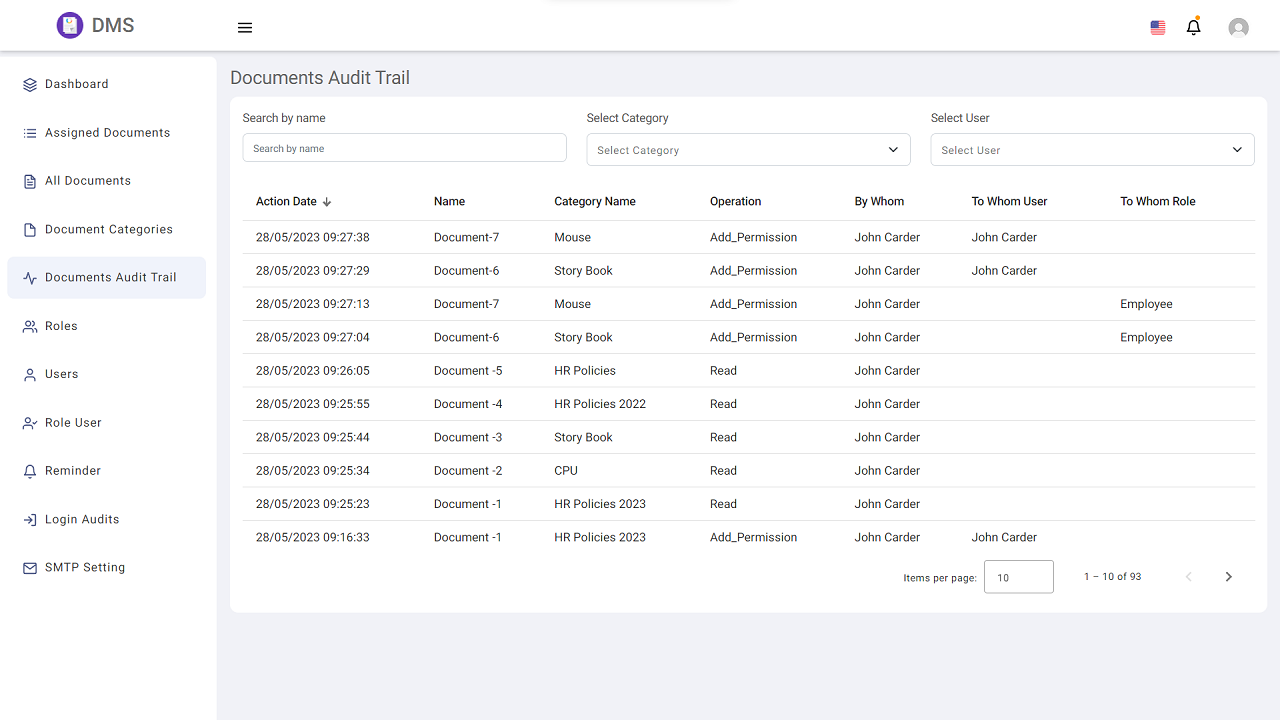 DMS
Dashboard
Assigned Documents
All Documents
Document Categories
Documents Audit Trail
Roles
Users
Role User
Reminder
Login Audits
SMTP Setting
Documents Audit Trail
Search by name Select Category Select User
Search by name Select Category Select User
Action Date Name Category Name Operation By Whom To Whom User To Whom Role
28/05/2023 09:27:38 Document-7 Mouse Add_Permission John Carder John Carder
28/05/2023 09:27:29 Document-6 Story Book Add_Permission John Carder John Carder
28/05/2023 09:27:13 Document-7 Mouse Add_Permission John Carder Employee
28/05/2023 09:27:04 Document-6 Story Book Add_Permission John Carder Employee
28/05/2023 09:26:05 Document -5 HR Policies Read John Carder
28/05/2023 09:25:55 Document -4 HR Policies 2022 Read John Carder
28/05/2023 09:25:44 Document -3 Story Book Read John Carder
28/05/2023 09:25:34 Document -2 CPU Read John Carder
28/05/2023 09:25:23 Document -1 HR Policies 2023 Read John Carder
28/05/2023 09:16:33 Document -1 HR Policies 2023 Add_Permission John Carder John Carder
Items per page: 10 1 – 10 of 93